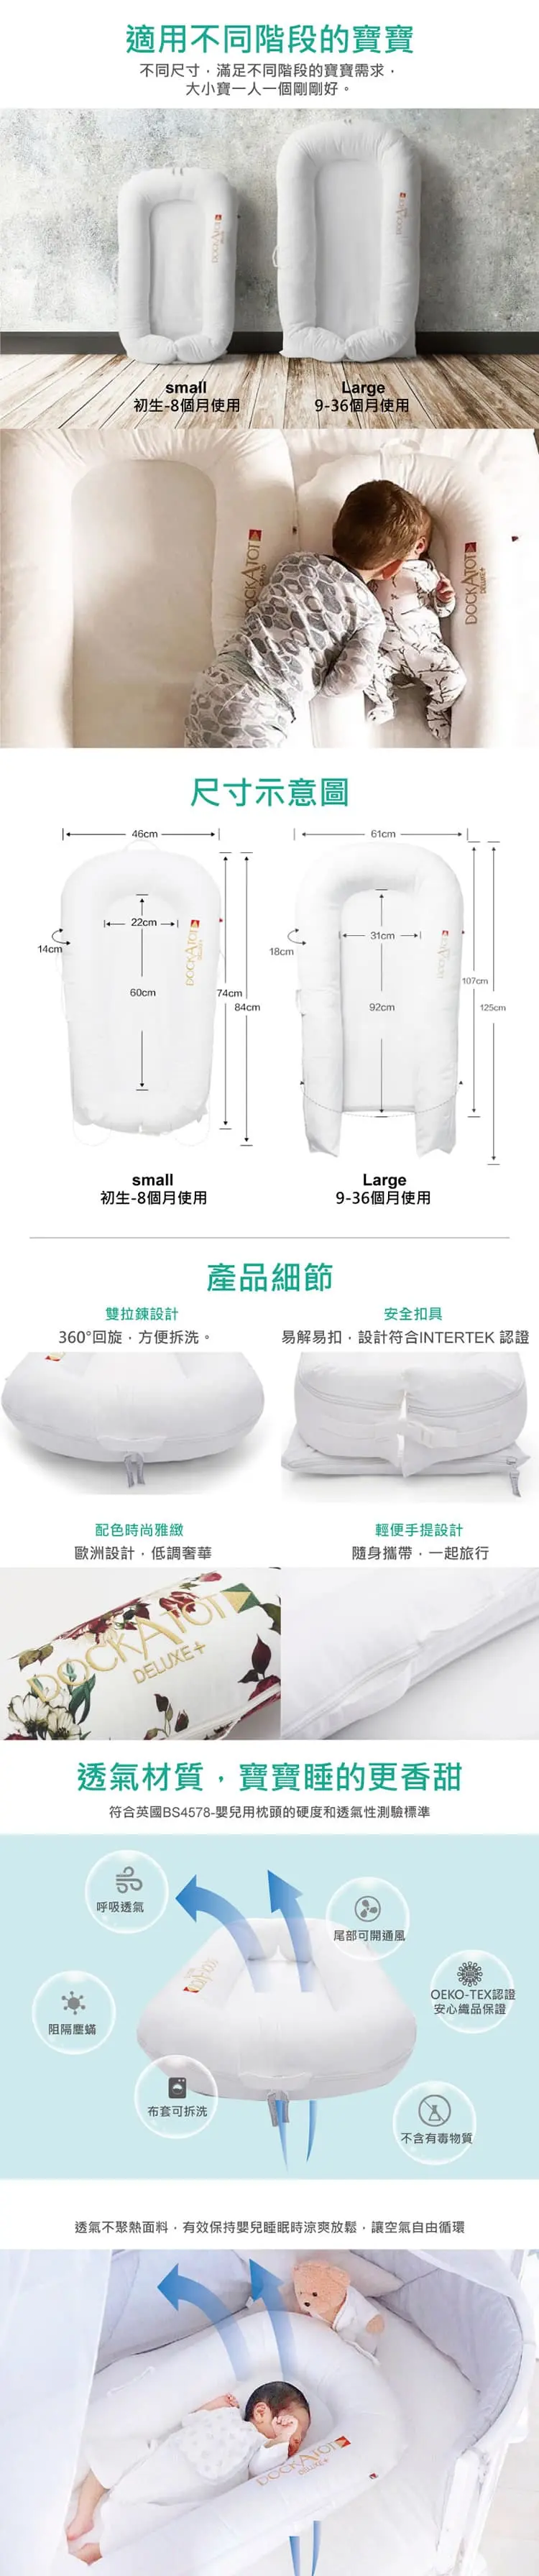 適用不同階段的寶寶
不同尺寸，滿足不同階段的寶寶需求，
大小寶一人一個剛剛好。
DOCKATOT
DOCKATOT
small
初生-8個月使用
Large
9-36個月使用
DOCKATOT
DOCKATOT
DELUXE+
尺寸示意圖
46cm
22cm
14cm
60cm
74cm
84cm
DOCKATOT
DELUXE+
61cm
31cm
18cm
92cm
107cm
125cm
DOCKATOT
small
初生-8個月使用
Large
9-36個月使用
產品細節
雙拉鍊設計
360°回旋，方便拆洗。
安全扣具
易解易扣，設計符合INTERTEK 認證
配色時尚雅緻
歐洲設計，低調奢華
輕便手提設計
隨身攜帶，一起旅行
DOCKATOT
DELUXE+
透氣材質，寶寶睡的更香甜
符合英國BS4578-嬰兒用枕頭的硬度和透氣性測驗標準
呼吸透氣
尾部可開通風
OEKO-TEX認證
安心織品保證
阻隔塵蟎
布套可拆洗
不含有毒物質
透氣不聚熱面料，有效保持嬰兒睡眠時涼爽放鬆，讓空氣自由循環
DOCKATOT
DELUXE+